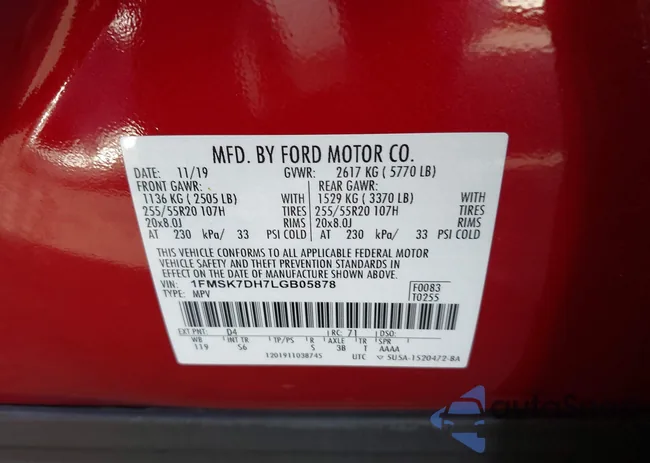 MFD. BY FORD MOTOR CO.
DATE: 11/19 GVWR: 2617 KG ( 5770 LB)
FRONT GAWR: REAR GAWR:
1136 KG ( 2505 LB) WITH 1529 KG ( 3370 LB) WITH
255/55R20 107H TIRES 255/55R20 107H TIRES
20x8.0J RIMS 20x8.0J RIMS
AT 230 kPa/ 33 PSI COLD AT 230 kPa/ 33 PSI COLD
THIS VEHICLE CONFORMS TO ALL APPLICABLE FEDERAL MOTOR
VEHICLE SAFETY AND THEFT PREVENTION STANDARDS IN
EFFECT ON THE DATE OF MANUFACTURE SHOWN ABOVE.
VIN: 1FMSK7DH7LGB05878 F0083
TYPE: MPV T0255
EXT PNT: D4 RC: 71 DSO:
WB INT TR TP/PS R AXLE TR SPR
119 S6 S 3B T AAAA
1201911038745 UTC 5U5A-1520472-BA